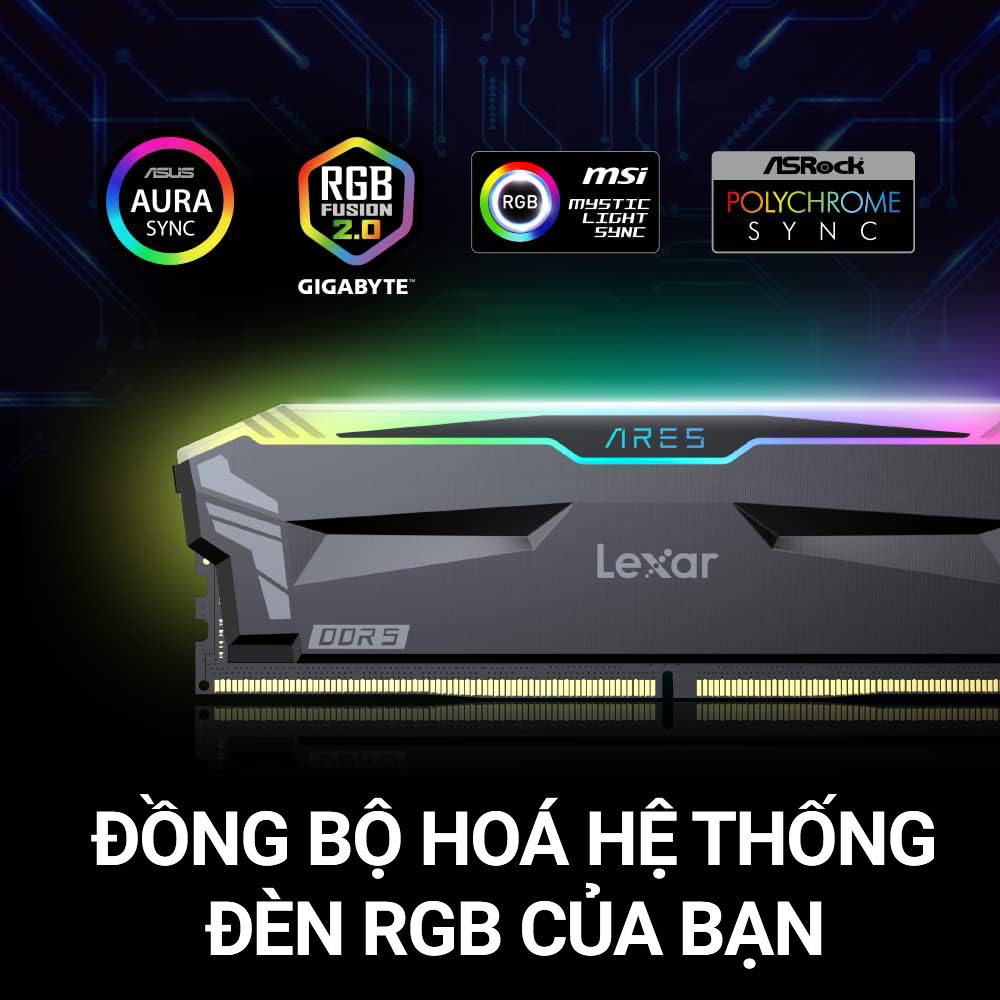 ASUS
AURA
SYNC
RGB
FUSION
2.0
GIGABYTE™
RGB
msi
MYSTIC
LIGHT
SYNC
ASRock
POLYCHROME
SYNC
ARES
Lexar
DDR5
ĐỒNG BỘ HOÁ HỆ THỐNG
ĐÈN RGB CỦA BẠN